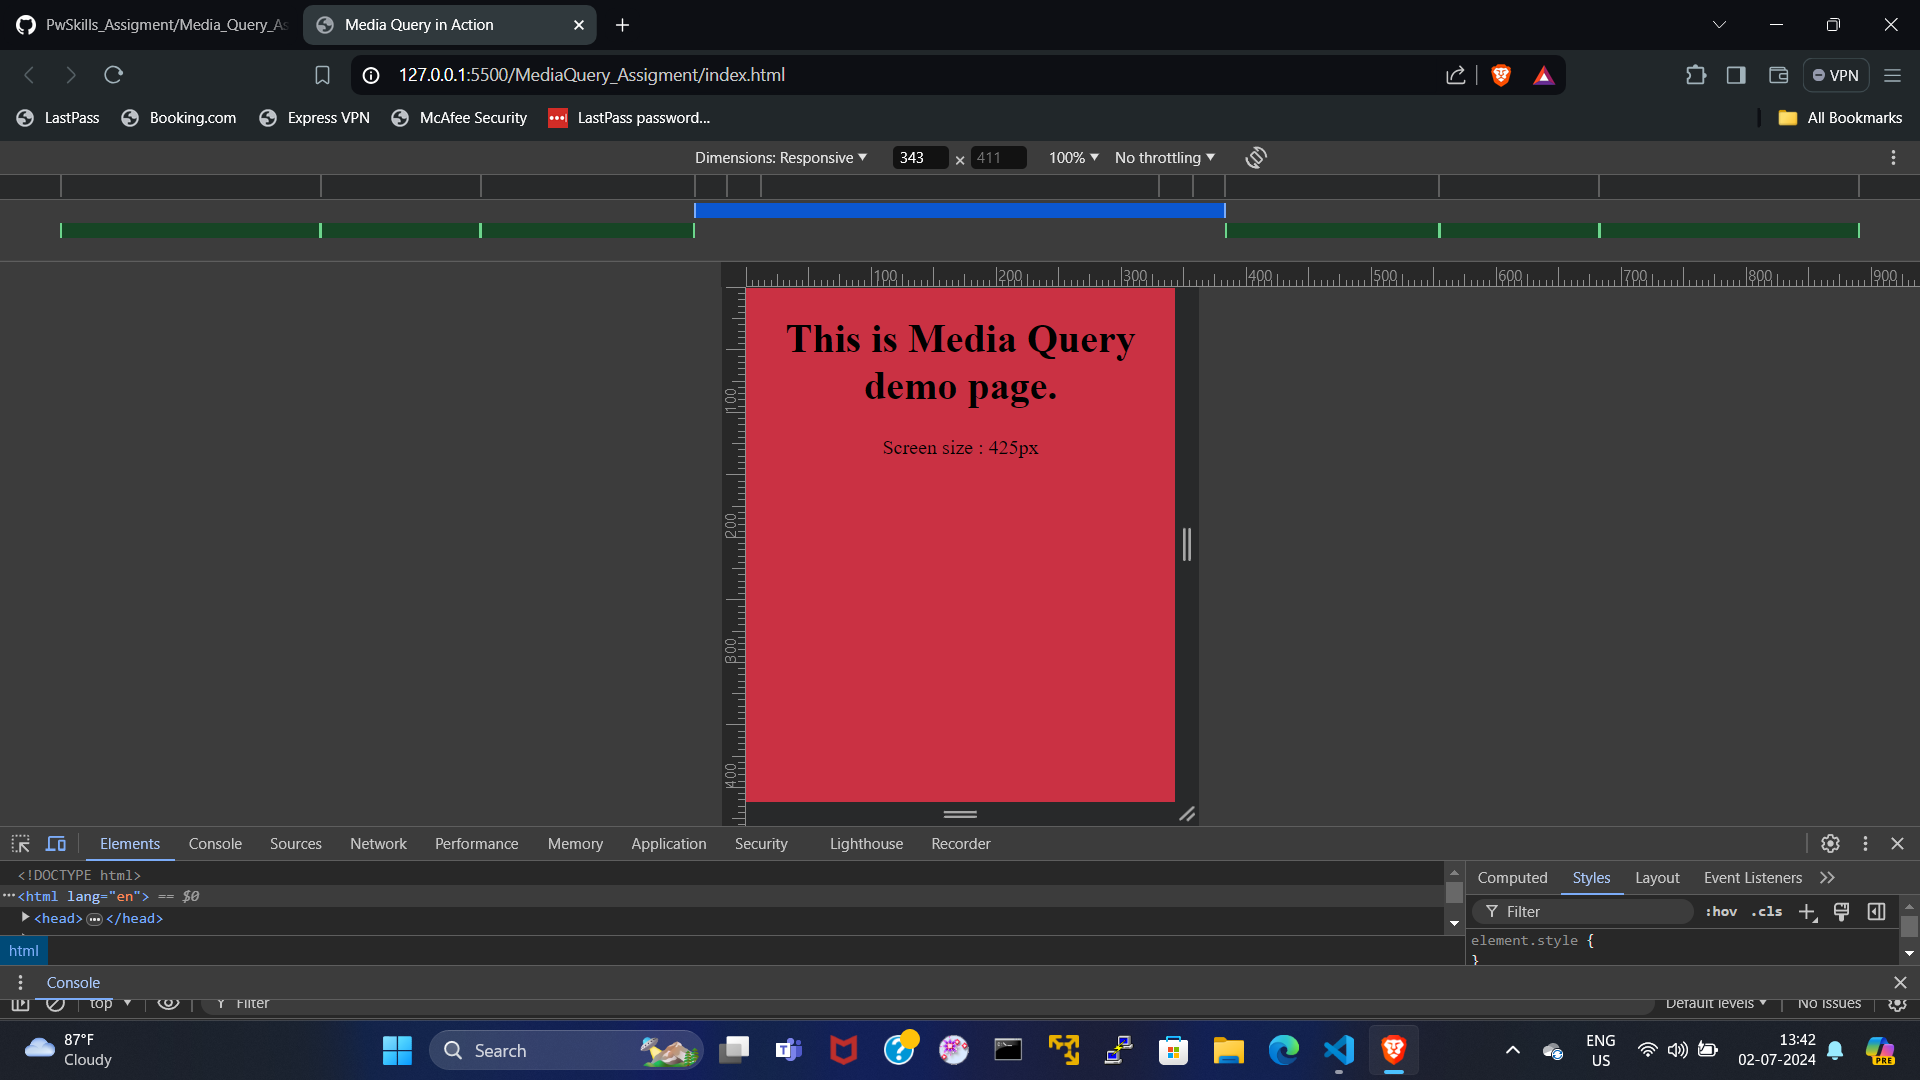 PwSkills_Assigment/Media_Query_As
Media Query in Action
127.0.0.1:5500/MediaQuery_Assigment/index.html
VPN
LastPass
Booking.com
Express VPN
McAfee Security
LastPass password...
All Bookmarks
Dimensions: Responsive
343
×
411
100%
No throttling
100
200
300
400
500
600
700
800
900
100
200
300
400
This is Media Query
demo page.
Screen size : 425px
Elements
Console
Sources
Network
Performance
Memory
Application
Security
Lighthouse
Recorder
<!DOCTYPE html>
<html lang="en"> == $0
<head> </head>
html
Computed
Styles
Layout
Event Listeners
Filter
:hov
.cls
element.style {
}
Console
top
Filter
Default levels
No Issues
87°F
Cloudy
Search
ENG
US
13:42
02-07-2024
PRE